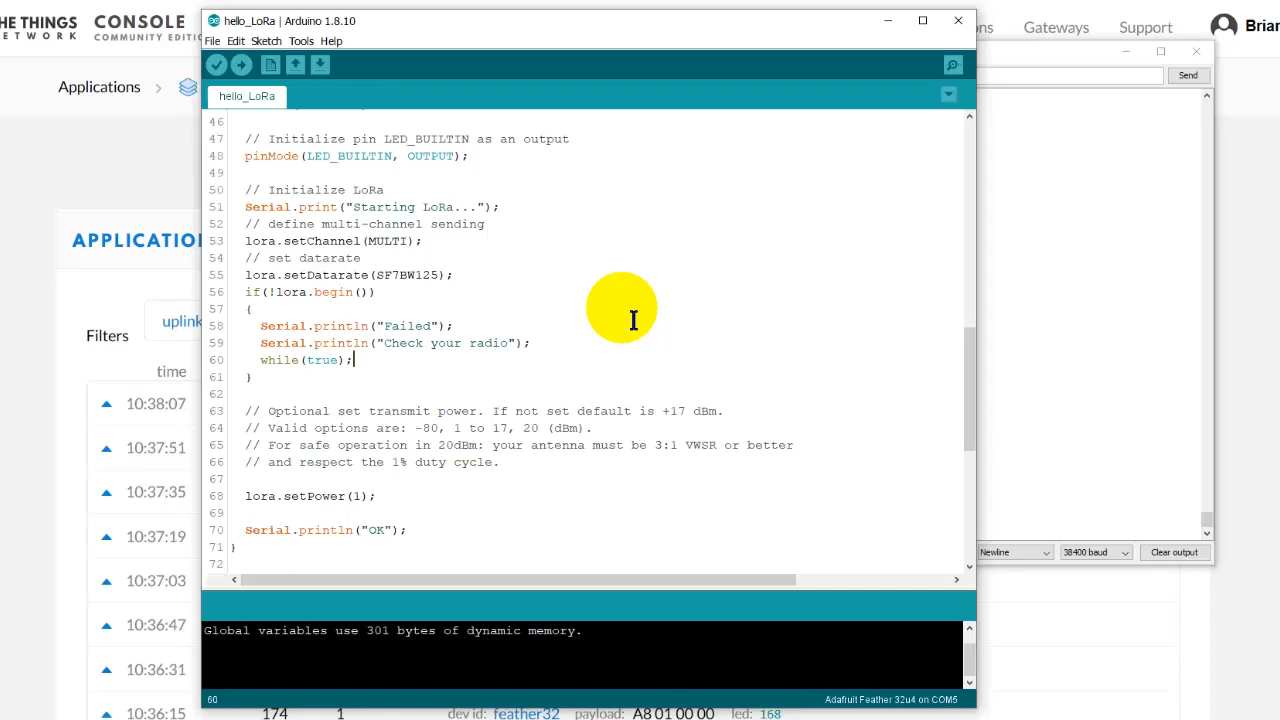 THE THINGS
NETWORK
CONSOLE
COMMUNITY EDITI
Gateways
Support
Brian
Applications
APPLICATIO
Filters
uplink
time
10:38:07
10:37:51
10:37:35
10:37:19
10:37:03
10:36:47
10:36:31
10:36:15 174 1 dev id: feather32 payload: A8 01 00 00 led: 168
hello_LoRa | Arduino 1.8.10
File Edit Sketch Tools Help
hello_LoRa
46
47 // Initialize pin LED_BUILTIN as an output
48 pinMode(LED_BUILTIN, OUTPUT);
49
50 // Initialize LoRa
51 Serial.print("Starting LoRa...");
52 // define multi-channel sending
53 lora.setChannel(MULTI);
54 // set datarate
55 lora.setDatarate(SF7BW125);
56 if(!lora.begin())
57 {
58 Serial.println("Failed");
59 Serial.println("Check your radio");
60 while(true);
61 }
62
63 // Optional set transmit power. If not set default is +17 dBm.
64 // Valid options are: -80, 1 to 17, 20 (dBm).
65 // For safe operation in 20dBm: your antenna must be 3:1 VWSR or better
66 // and respect the 1% duty cycle.
67
68 lora.setPower(1);
69
70 Serial.println("OK");
71 }
72
Global variables use 301 bytes of dynamic memory.
60
Adafruit Feather 32u4 on COM5
Send
Newline
38400 baud
Clear output